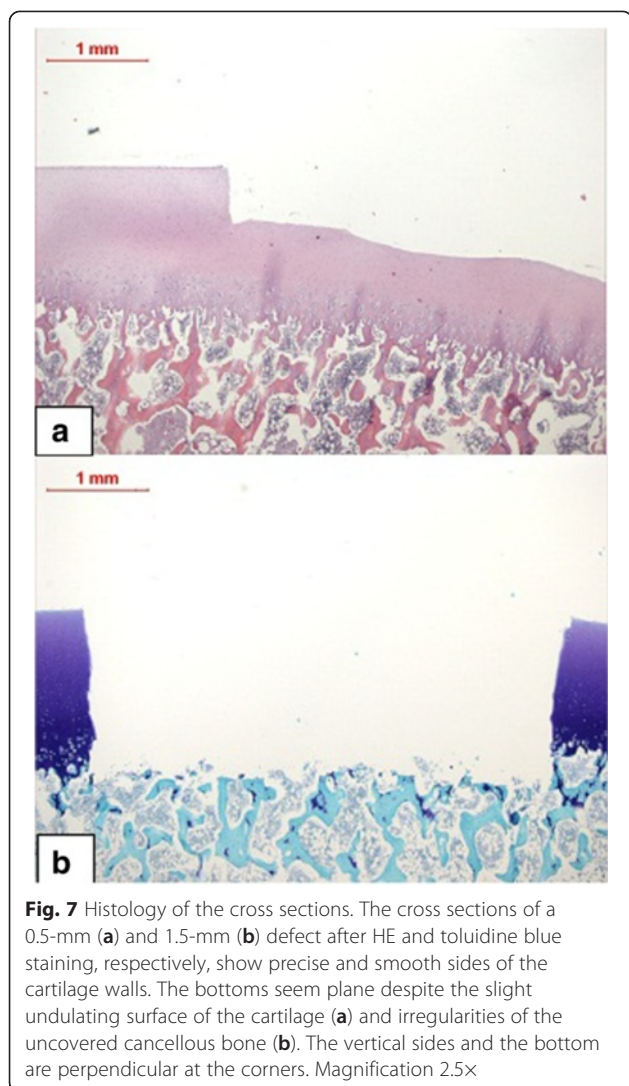 1 mm
a
1 mm
b
Fig. 7 Histology of the cross sections. The cross sections of a
0.5-mm (a) and 1.5-mm (b) defect after HE and toluidine blue
staining, respectively, show precise and smooth sides of the
cartilage walls. The bottoms seem plane despite the slight
undulating surface of the cartilage (a) and irregularities of the
uncovered cancellous bone (b). The vertical sides and the bottom
are perpendicular at the corners. Magnification 2.5×